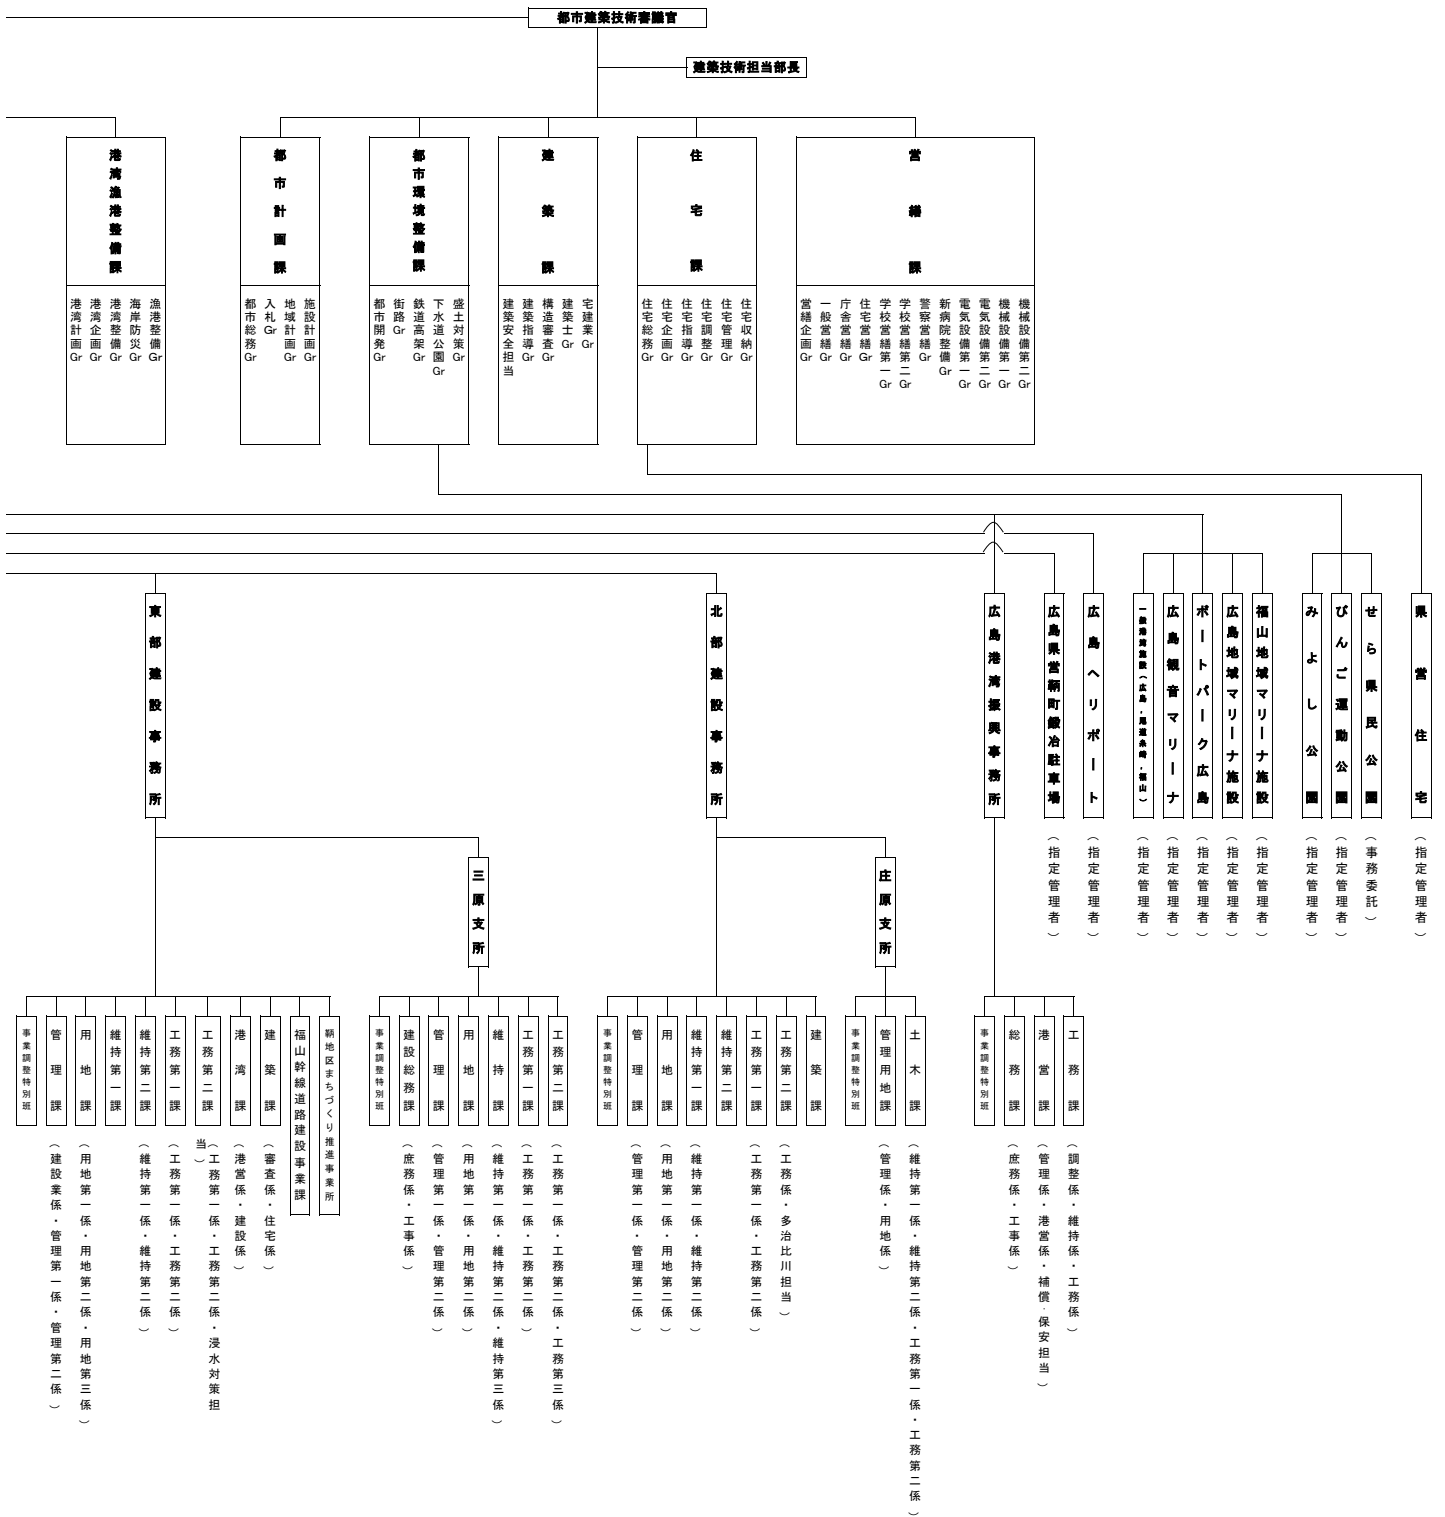 都市建築技術審議官
建築技術担当部長
港湾漁港整備課
港湾計画Gr
港湾企画Gr
港湾整備Gr
海岸防災Gr
漁港整備Gr
都市計画課
都市総務Gr
入札Gr
地域計画Gr
施設計画Gr
都市環境整備課
都市開発Gr
街路Gr
鉄道高架Gr
下水道公園Gr
盛土対策Gr
建築課
建築安全担当
建築指導Gr
構造審査Gr
建築士Gr
宅建業Gr
住宅課
住宅総務Gr
住宅企画Gr
住宅指導Gr
住宅調整Gr
住宅管理Gr
住宅収納Gr
営繕課
営繕企画Gr
一般営繕Gr
庁舎営繕Gr
住宅営繕Gr
学校営繕第一Gr
学校営繕第二Gr
警察営繕Gr
新病院整備Gr
電気設備第一Gr
電気設備第二Gr
機械設備第一Gr
機械設備第二Gr
東部建設事務所
北部建設事務所
広島港湾振興事務所
広島県営鞆町鍛冶駐車場
（指定管理者）
広島ヘリポート
（指定管理者）
一般港湾施設（広島，尾道糸崎，福山）
（指定管理者）
広島観音マリーナ
（指定管理者）
ボートパーク広島
（指定管理者）
広島地域マリーナ施設
（指定管理者）
福山地域マリーナ施設
（指定管理者）
みよし公園
（指定管理者）
びんご運動公園
（指定管理者）
せら県民公園
（事務委託）
県営住宅
（指定管理者）
三原支所
庄原支所
事業調整特別班
管理課
（建設業係・管理第一係・管理第二係）
用地課
（用地第一係・用地第二係・用地第三係）
維持第一課
維持第二課
（維持第一係・維持第二係）
工務第一課
（工務第一係・工務第二係）
工務第二課
（工務第一係・工務第二係・浸水対策担
当）
港湾課
（港営係・建設係）
建築課
（審査係・住宅係）
福山幹線道路建設事業課
鞆地区まちづくり推進事業所
事業調整特別班
建設総務課
（庶務係・工事係）
管理課
（管理第一係・管理第二係）
用地課
（用地第一係・用地第二係）
維持課
（維持第一係・維持第二係・維持第三係）
工務第一課
（工務第一係・工務第二係）
工務第二課
（工務第一係・工務第二係・工務第三係）
事業調整特別班
管理課
（管理第一係・管理第二係）
用地課
（用地第一係・用地第二係）
維持第一課
（維持第一係・維持第二係）
維持第二課
工務第一課
（工務第一係・工務第二係）
工務第二課
（工務係・多治比川担当）
建築課
事業調整特別班
管理用地課
（管理係・用地係）
土木課
（維持第一係・維持第二係・工務第一係・工務第二係）
事業調整特別班
総務課
（庶務係・工事係）
港営課
（管理係・港営係・補償・保安担当）
工務課
（調整係・維持係・工務係）